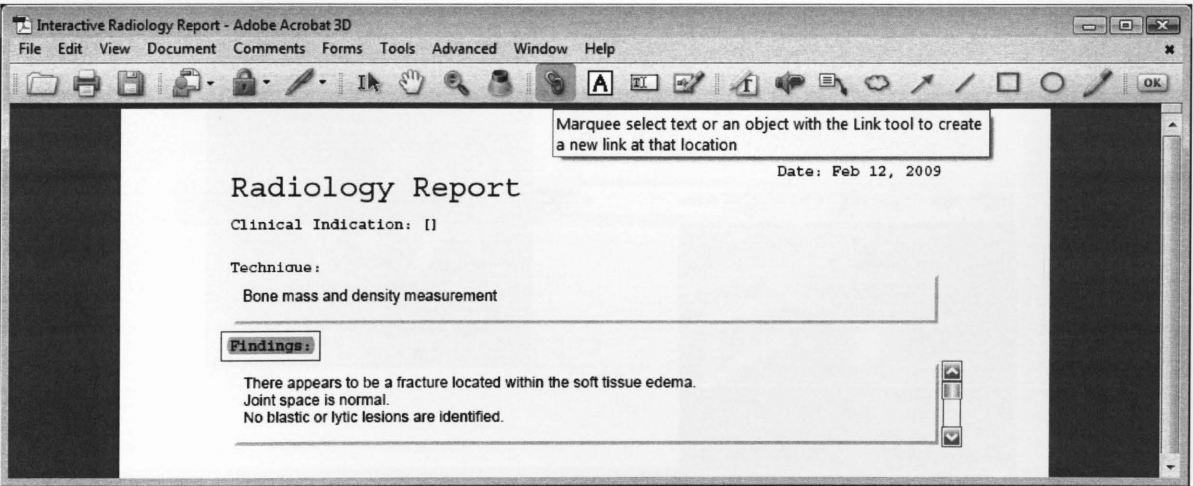 Interactive Radiology Report - Adobe Acrobat 3D
File Edit View Document Comments Forms Tools Advanced Window Help
A T OK
Marquee select text or an object with the Link tool to create
a new link at that location
Date: Feb 12, 2009
Radiology Report
Clinical Indication: []
Technique:
Bone mass and density measurement
Findings:
There appears to be a fracture located within the soft tissue edema.
Joint space is normal.
No blastic or lytic lesions are identified.